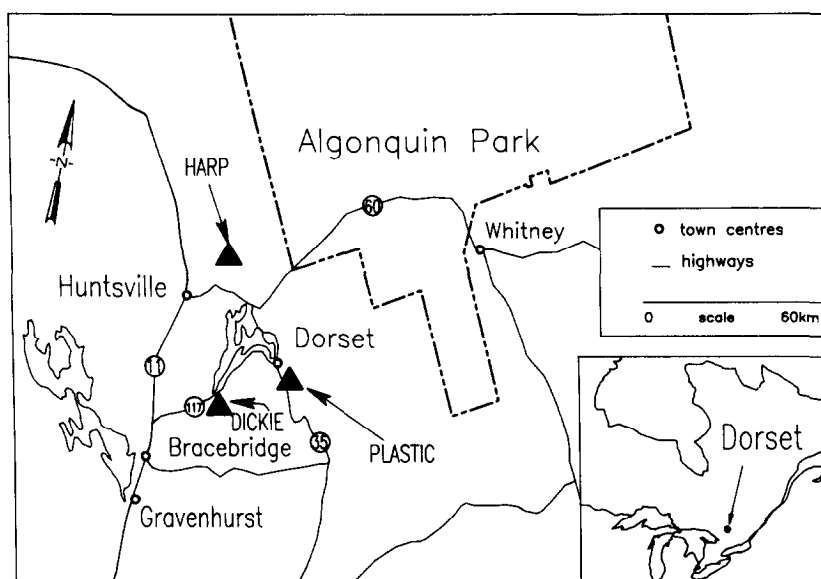 Algonquin Park
HARP
-N-
60
Whitney
town centres
highways
0 scale 60km
Huntsville
Dorset
11
117
DICKIE
Bracebridge
35
PLASTIC
Gravenhurst
Dorset